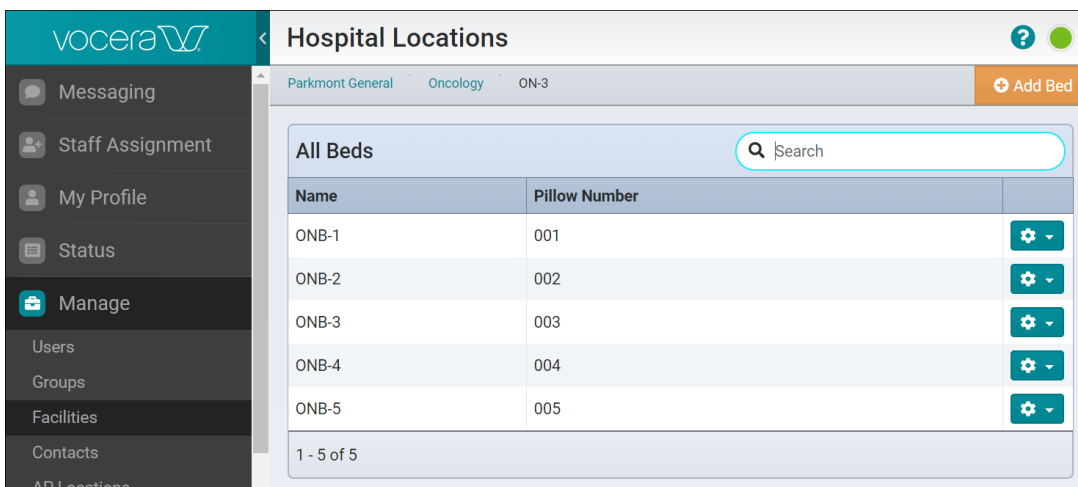 vocera
Hospital Locations
Messaging
Staff Assignment
My Profile
Status
Manage
Users
Groups
Facilities
Contacts
AP Locations
Parkmont General Oncology ON-3
Add Bed
All Beds
Search
Name Pillow Number
ONB-1 001
ONB-2 002
ONB-3 003
ONB-4 004
ONB-5 005
1 - 5 of 5